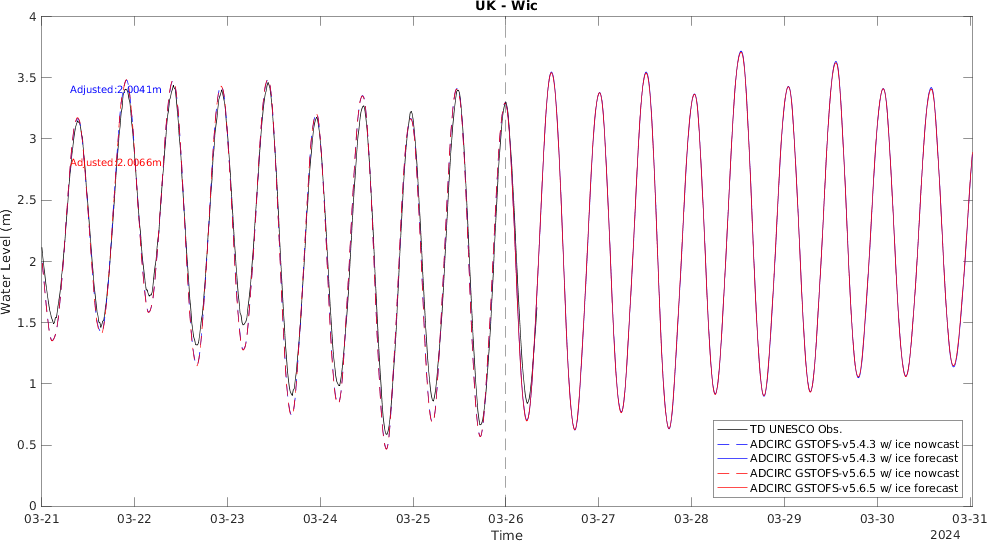 UK - Wic
4
3.5
3
2.5
2
1.5
1
0.5
0
Water Level (m)
Adjusted:2.0041m
Adjusted:2.0066m
TD UNESCO Obs.
ADCIRC GSTOFS-v5.4.3 w/ ice nowcast
ADCIRC GSTOFS-v5.4.3 w/ ice forecast
ADCIRC GSTOFS-v5.6.5 w/ ice nowcast
ADCIRC GSTOFS-v5.6.5 w/ ice forecast
03-21 03-22 03-23 03-24 03-25 03-26 03-27 03-28 03-29 03-30 03-31
Time
2024